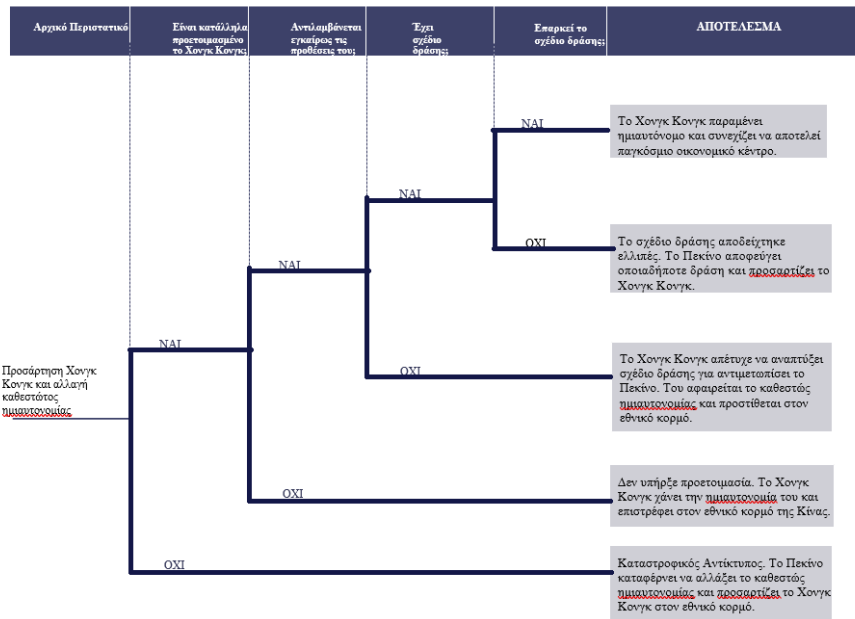 Αρχικό Περιστατικό
Είναι κατάλληλα
προετοιμασμένο
το Χονγκ Κονγκ;
Αντιλαμβάνεται
εγκαίρως τις
προθέσεις του;
Έχει
σχέδιο
δράσης;
Επαρκεί το
σχέδιο δράσης;
ΑΠΟΤΕΛΕΣΜΑ
ΝΑΙ
Το Χονγκ Κονγκ παραμένει
ημιαυτόνομο και συνεχίζει να αποτελεί
παγκόσμιο οικονομικό κέντρο.
ΝΑΙ
ΟΧΙ
Το σχέδιο δράσης αποδείχτηκε
ελλιπές. Το Πεκίνο αποφεύγει
οποιαδήποτε δράση και προσαρτίζει το
Χονγκ Κονγκ.
ΝΑΙ
ΝΑΙ
Προσάρτηση Χονγκ
Κονγκ και αλλαγή
καθεστώτος
ημιαυτονομίας
ΟΧΙ
Το Χονγκ Κονγκ απέτυχε να αναπτύξει
σχέδιο δράσης για αντιμετωπίσει το
Πεκίνο. Του αφαιρείται το καθεστώς
ημιαυτονομίας και προστίθεται στον
εθνικό κορμό.
ΟΧΙ
Δεν υπήρξε προετοιμασία. Το Χονγκ
Κονγκ χάνει την ημιαυτονομία του και
επιστρέφει στον εθνικό κορμό της Κίνας.
ΟΧΙ
Καταστροφικός Αντίκτυπος. Το Πεκίνο
καταφέρνει να αλλάξει το καθεστώς
ημιαυτονομίας και προσαρτίζει το Χονγκ
Κονγκ στον εθνικό κορμό.